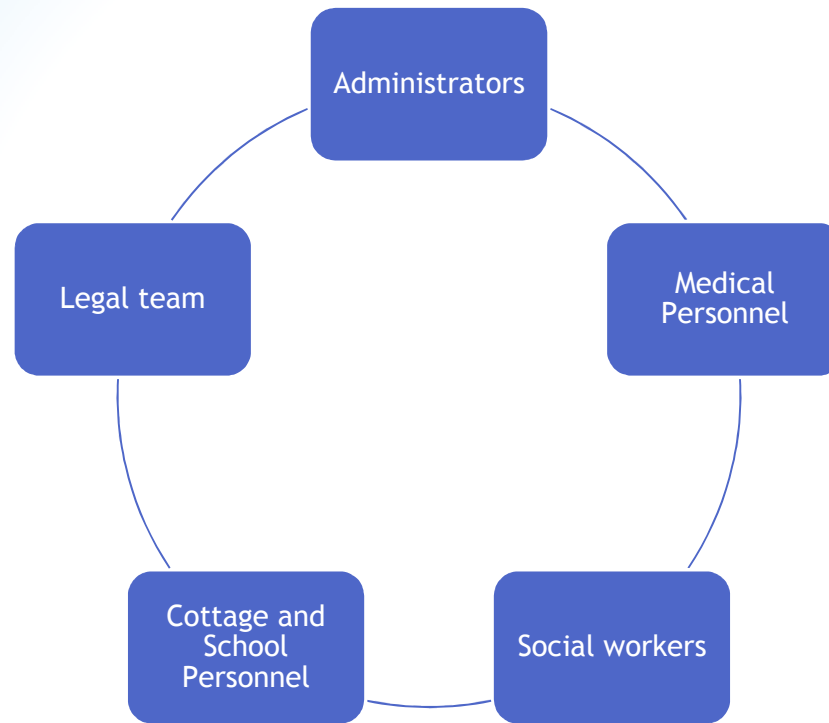 Administrators
Medical
Personnel
Social workers
Cottage and
School
Personnel
Legal team